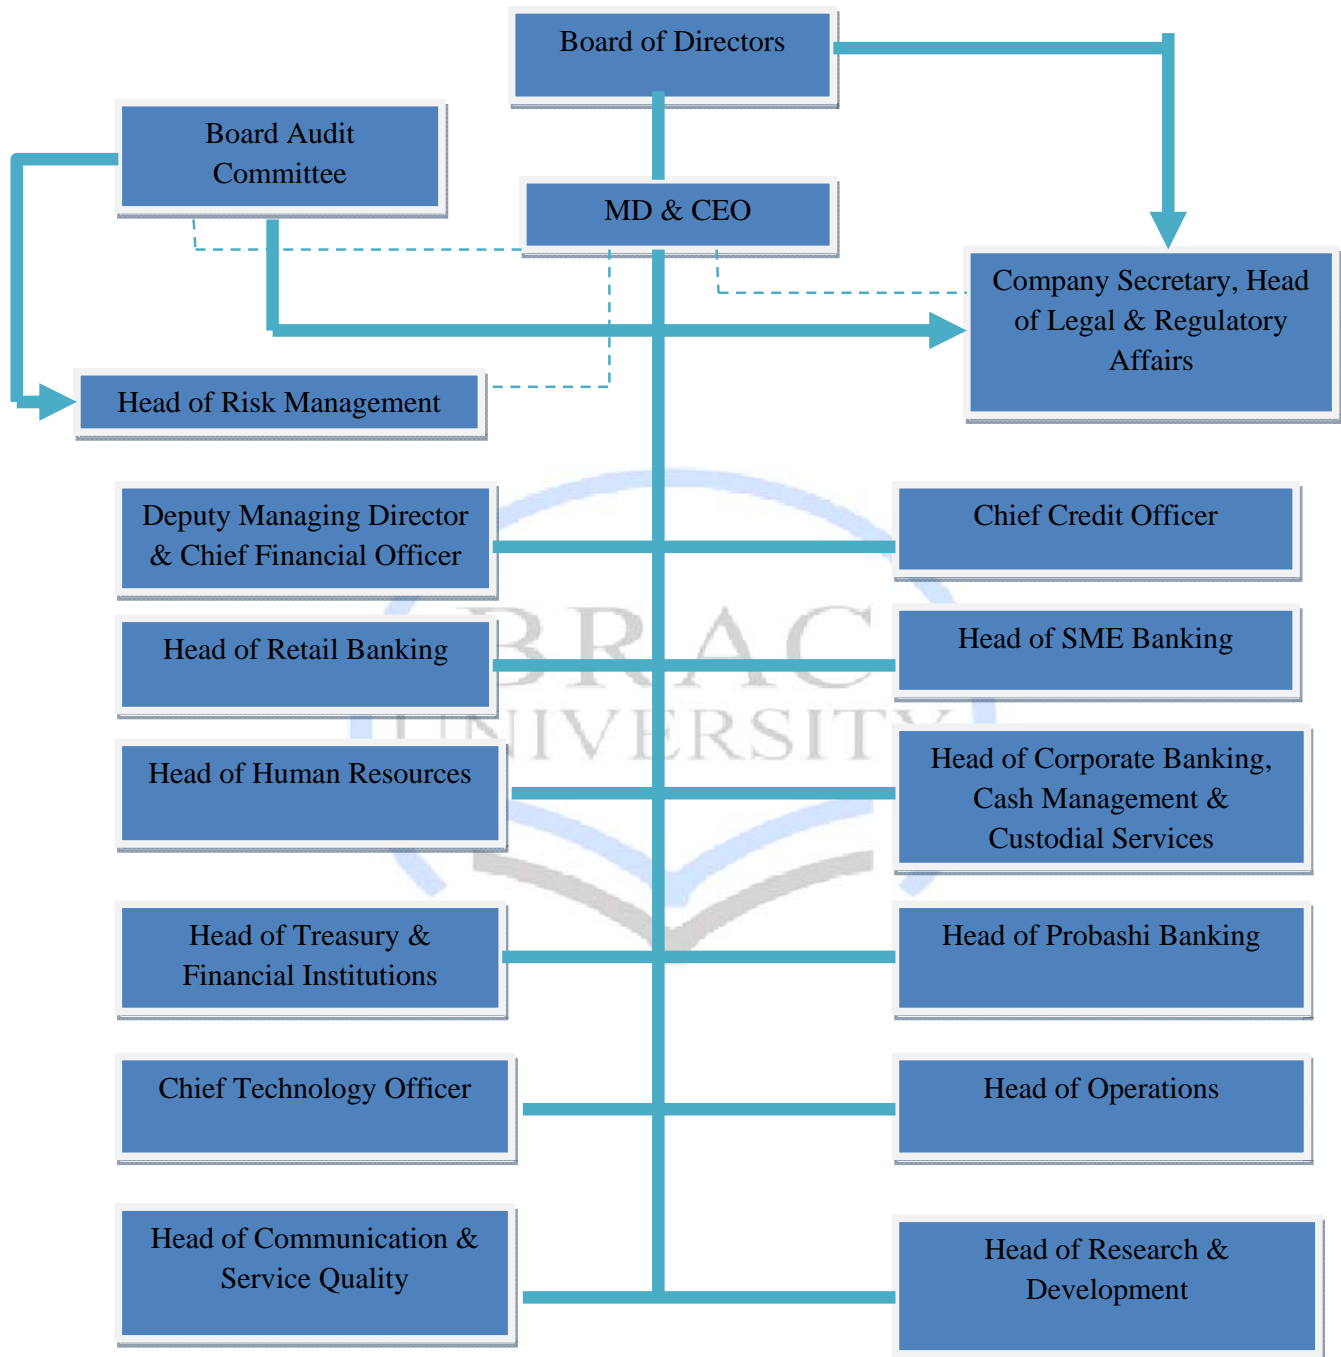 Board of Directors
Board Audit
Committee
MD & CEO
Company Secretary, Head
of Legal & Regulatory
Affairs
Head of Risk Management
Deputy Managing Director
& Chief Financial Officer
Chief Credit Officer
BRAC
UNIVERSITY
Head of Retail Banking
Head of SME Banking
Head of Human Resources
Head of Corporate Banking,
Cash Management &
Custodial Services
Head of Treasury &
Financial Institutions
Head of Probashi Banking
Chief Technology Officer
Head of Operations
Head of Communication &
Service Quality
Head of Research &
Development